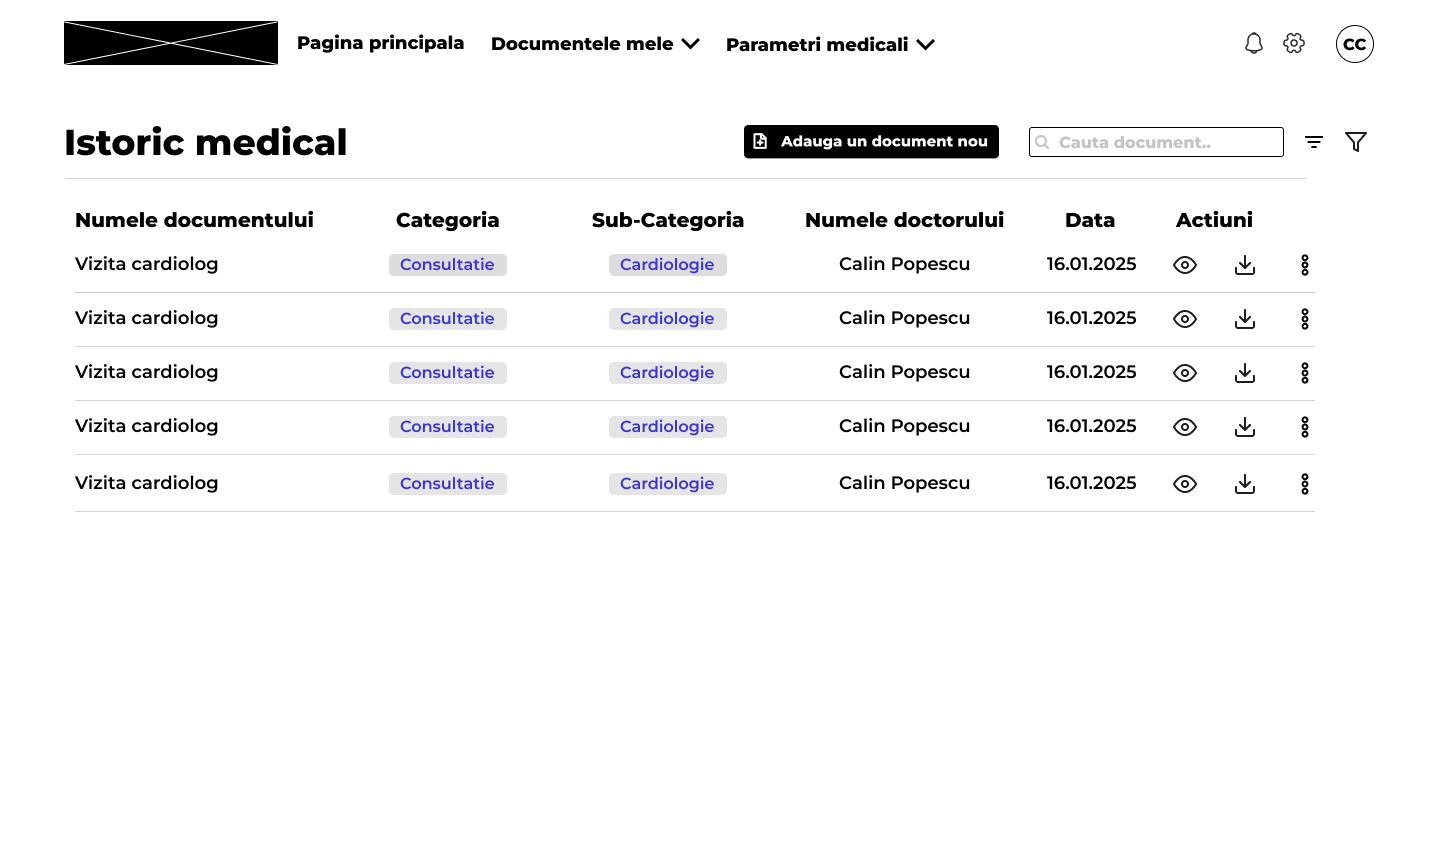 Pagina principala Documentele mele Parametri medicali CC
Istoric medical Adauga un document nou Cauta document..
Numele documentului Categoria Sub-Categoria Numele doctorului Data Actiuni
Vizita cardiolog Consultatie Cardiologie Calin Popescu 16.01.2025
Vizita cardiolog Consultatie Cardiologie Calin Popescu 16.01.2025
Vizita cardiolog Consultatie Cardiologie Calin Popescu 16.01.2025
Vizita cardiolog Consultatie Cardiologie Calin Popescu 16.01.2025
Vizita cardiolog Consultatie Cardiologie Calin Popescu 16.01.2025